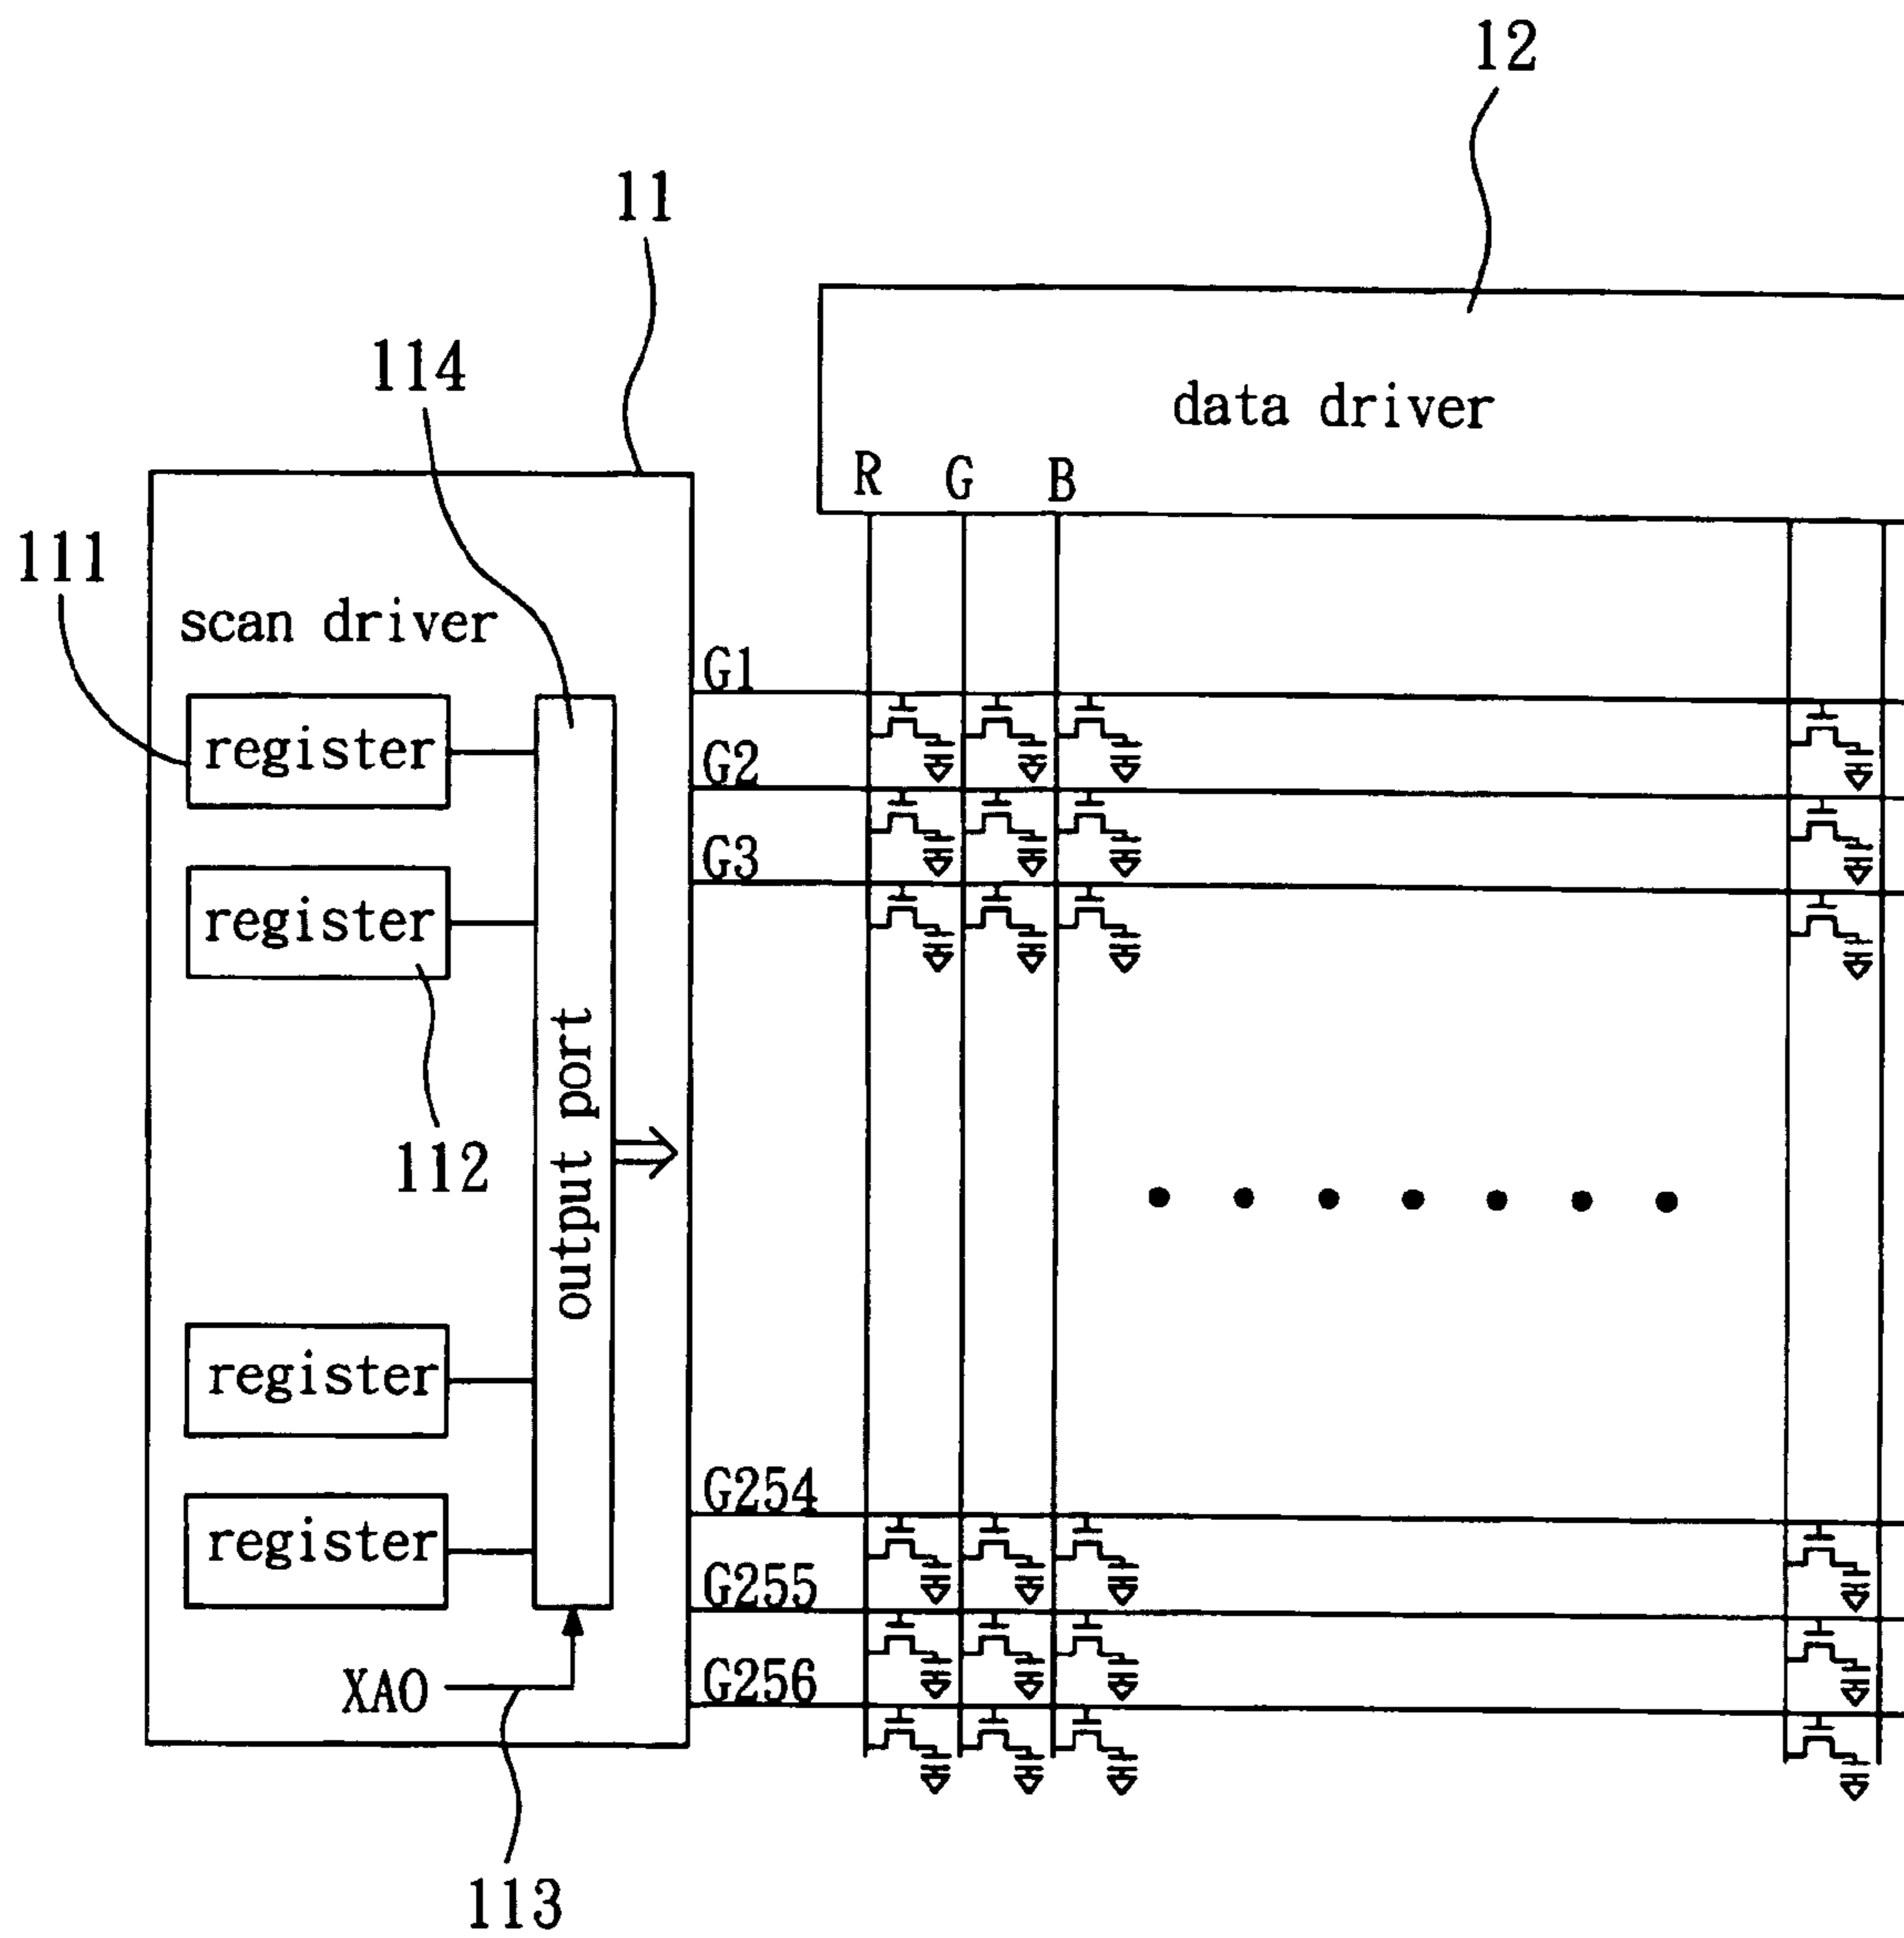 12
11
114
data driver
R G B
111
scan driver
G1
register
G2
G3
register
output port
112
register
G254
register
G255
G256
XAO
113